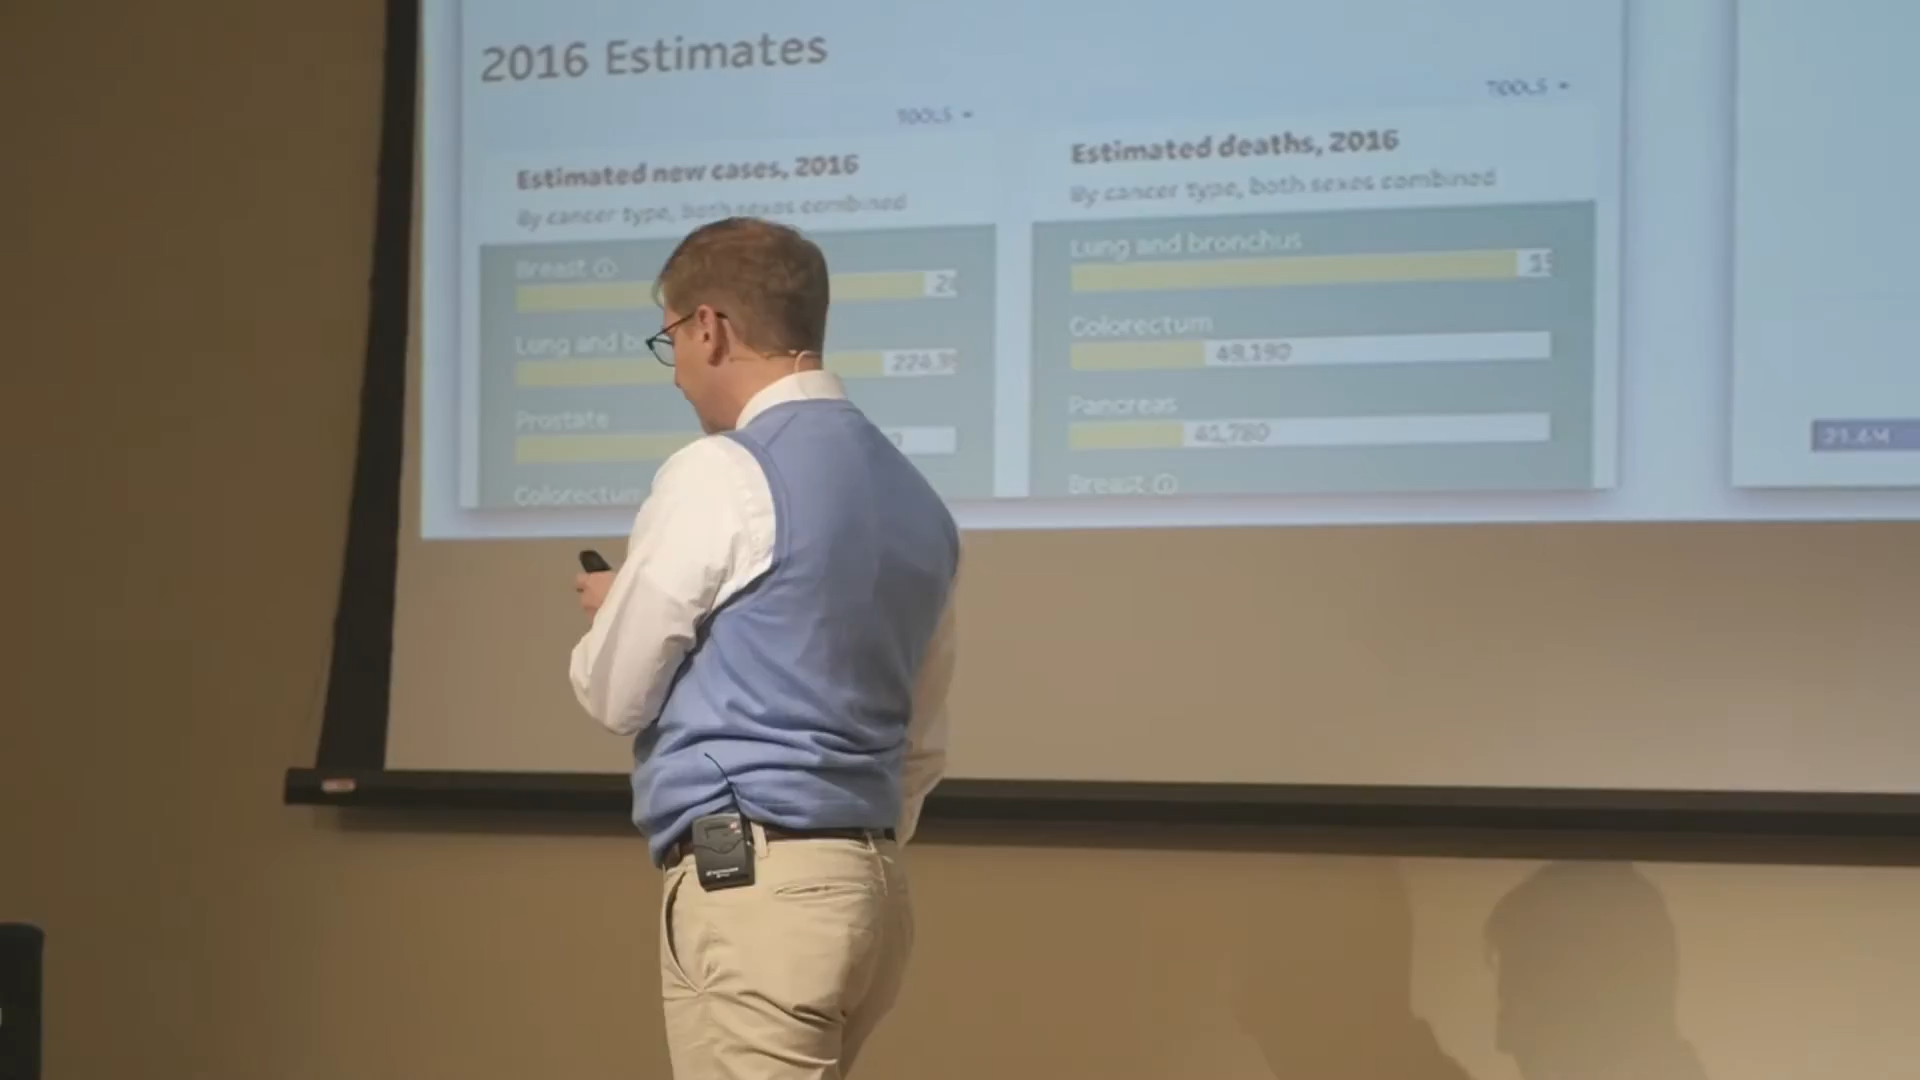 2016 Estimates
TOOLS
TOOLS
Estimated new cases, 2016
By cancer type, both sexes combined
Breast
Lung and
Prostate
Colorectum
Estimated deaths, 2016
By cancer type, both sexes combined
Lung and bronchus
Colorectum
49,190
Pancreas
41,780
Breast
21.4M